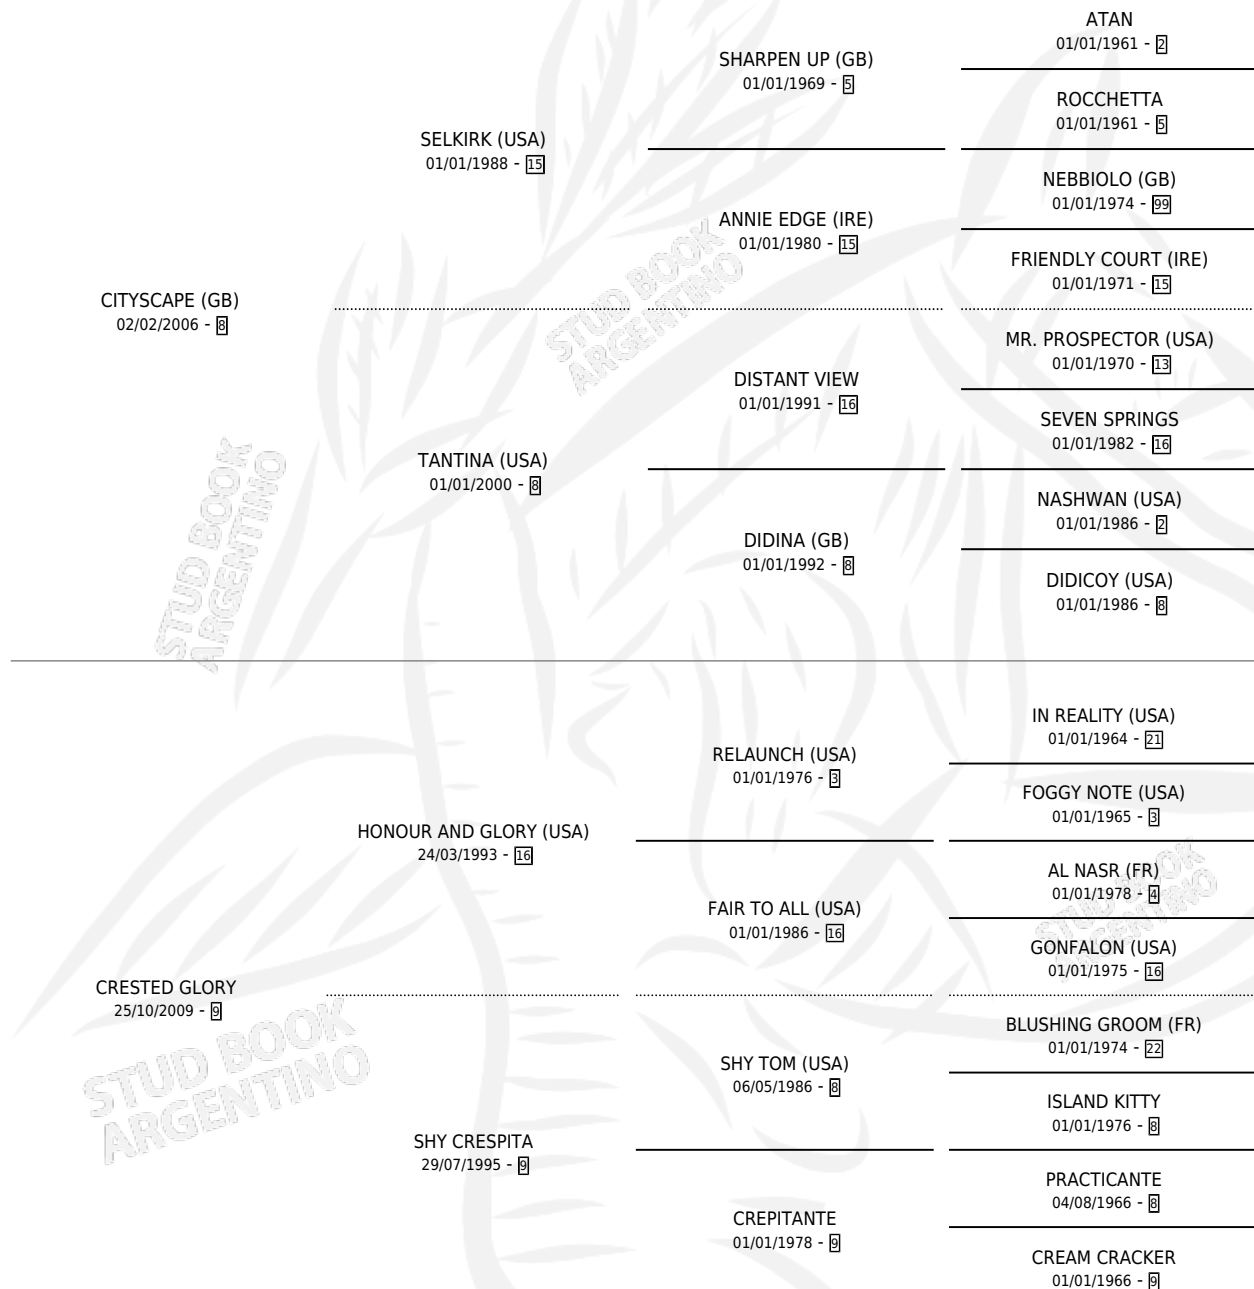 ATAN
01/01/1961 - 2
SHARPEN UP (GB)
01/01/1969 - 5
ROCCHETTA
01/01/1961 - 5
SELKIRK (USA)
01/01/1988 - 15
NEBBIOLO (GB)
01/01/1974 - 99
ANNIE EDGE (IRE)
01/01/1980 - 15
FRIENDLY COURT (IRE)
01/01/1971 - 15
CITYSCAPE (GB)
02/02/2006 - 8
MR. PROSPECTOR (USA)
01/01/1970 - 13
DISTANT VIEW
01/01/1991 - 16
SEVEN SPRINGS
01/01/1982 - 16
TANTINA (USA)
01/01/2000 - 8
NASHWAN (USA)
01/01/1986 - 2
DIDINA (GB)
01/01/1992 - 8
DIDICOY (USA)
01/01/1986 - 8
IN REALITY (USA)
01/01/1964 - 21
RELAUNCH (USA)
01/01/1976 - 3
FOGGY NOTE (USA)
01/01/1965 - 3
HONOUR AND GLORY (USA)
24/03/1993 - 16
AL NASR (FR)
01/01/1978 - 4
FAIR TO ALL (USA)
01/01/1986 - 16
GONFALON (USA)
01/01/1975 - 16
CRESTED GLORY
25/10/2009 - 9
BLUSHING GROOM (FR)
01/01/1974 - 22
SHY TOM (USA)
06/05/1986 - 8
ISLAND KITTY
01/01/1976 - 8
SHY CRESPITA
29/07/1995 - 9
PRACTICANTE
04/08/1966 - 8
CREPITANTE
01/01/1978 - 9
CREAM CRACKER
01/01/1966 - 9
STUD BOOK
ARGENTINO
STUD BOOK
ARGENTINO
STUD BOOK
ARGENTINO
STUD BOOK
ARGENTINO